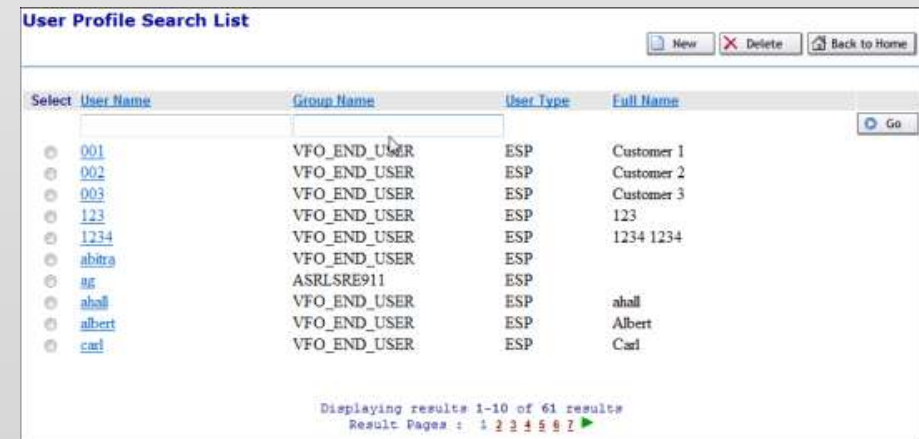 User Profile Search List
New Delete Back to Home
Select User Name Group Name User Type Full Name
Go
001 VFO_END_USER ESP Customer 1
002 VFO_END_USER ESP Customer 2
003 VFO_END_USER ESP Customer 3
123 VFO_END_USER ESP 123
1234 VFO_END_USER ESP 1234 1234
abitra VFO_END_USER ESP
ag ASRLSRE911 ESP
ahall VFO_END_USER ESP ahall
albert VFO_END_USER ESP Albert
carl VFO_END_USER ESP Carl
Displaying results 1-10 of 61 results
Result Pages : 1 2 3 4 5 6 7